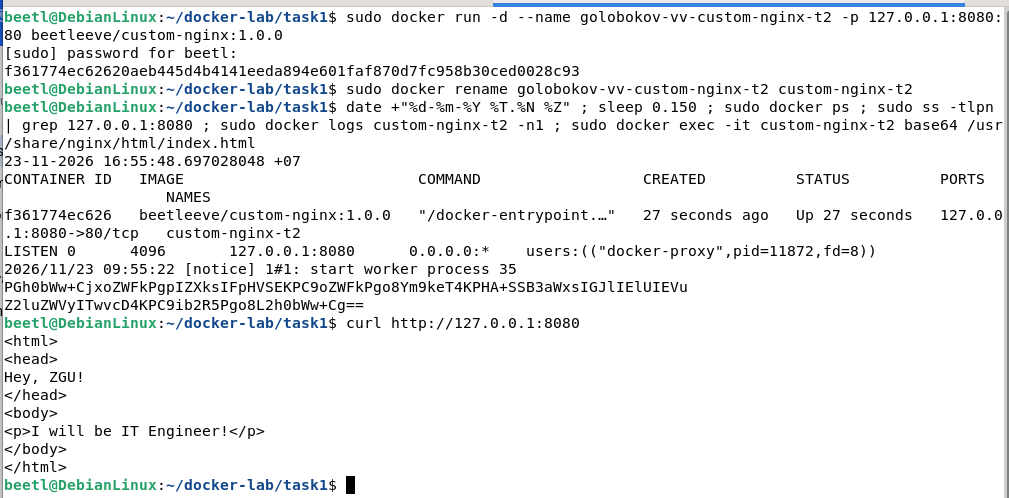 beetl@DebianLinux:~/docker-lab/task1$ sudo docker run -d --name golobokov-vv-custom-nginx-t2 -p 127.0.0.1:8080:
80 beetleeve/custom-nginx:1.0.0
[sudo] password for beetl:
f361774ec62620aeb445d4b4141eeda894e601faf870d7fc958b30ced0028c93
beetl@DebianLinux:~/docker-lab/task1$ sudo docker rename golobokov-vv-custom-nginx-t2 custom-nginx-t2
beetl@DebianLinux:~/docker-lab/task1$ date +"%d-%m-%Y %T.%N %Z" ; sleep 0.150 ; sudo docker ps ; sudo ss -tlpn
| grep 127.0.0.1:8080 ; sudo docker logs custom-nginx-t2 -n1 ; sudo docker exec -it custom-nginx-t2 base64 /usr
/share/nginx/html/index.html
23-11-2026 16:55:48.697028048 +07
CONTAINER ID   IMAGE                          COMMAND                  CREATED          STATUS          PORTS
                  NAMES
f361774ec626   beetleeve/custom-nginx:1.0.0   "/docker-entrypoint.…"   27 seconds ago   Up 27 seconds   127.0.0
.1:8080->80/tcp   custom-nginx-t2
LISTEN 0      4096       127.0.0.1:8080      0.0.0.0:*    users:(("docker-proxy",pid=11872,fd=8))
2026/11/23 09:55:22 [notice] 1#1: start worker process 35
PGh0bWw+CjxoZWFkPgpIZXksIFpHVSEKPC9oZWFkPgo8Ym9keT4KPHA+SSB3aWxsIGJlIElUIEVu
Z2luZWVyITwvcD4KPC9ib2R5Pgo8L2h0bWw+Cg==
beetl@DebianLinux:~/docker-lab/task1$ curl http://127.0.0.1:8080
<html>
<head>
Hey, ZGU!
</head>
<body>
<p>I will be IT Engineer!</p>
</body>
</html>
beetl@DebianLinux:~/docker-lab/task1$